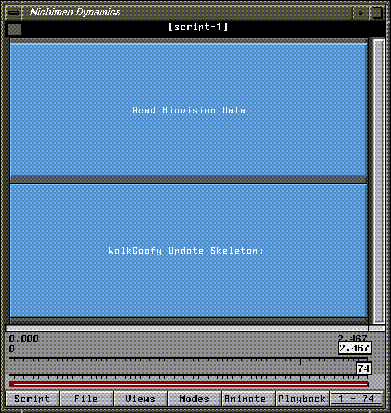 Nichimen Dynamics
[script-1]
Read Biovision Data
WalkGoofy Update Skeleton:
0.000 2.467
0 2.467
74
Script File Views Modes Animate Playback 1 - 74